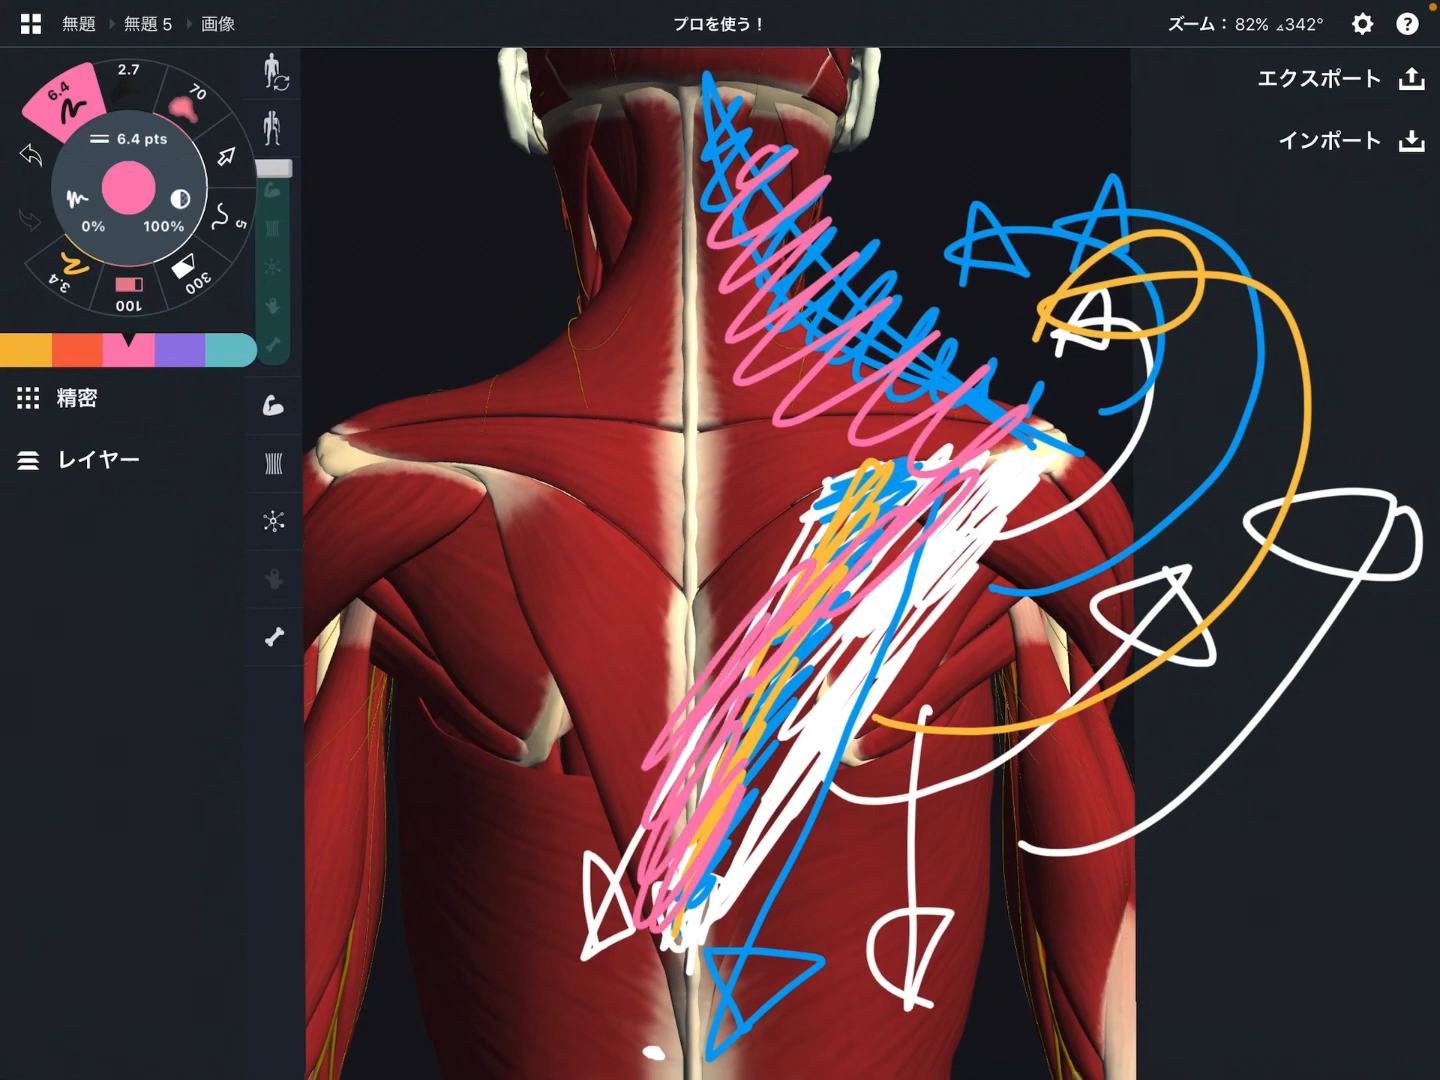 無題 無題 5 画像
プロを使う！
ズーム： 82% ⦟342°
エクスポート
インポート
2.7
6.4
70
6.4 pts
5
0% 100%
3.4
100
300
精密
レイヤー